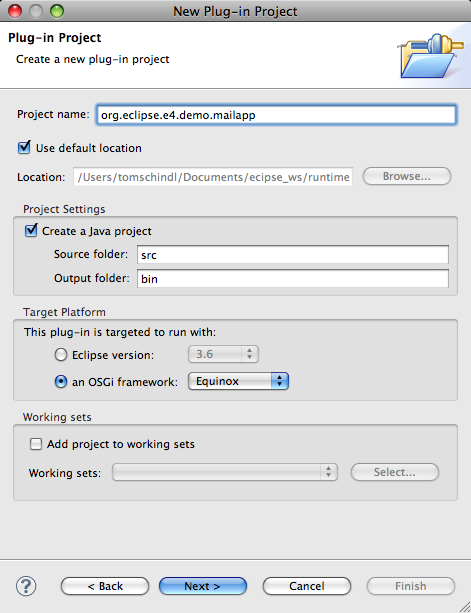 New Plug-in Project
Plug-in Project
Create a new plug-in project
Project name: org.eclipse.e4.demo.mailapp
Use default location
Location: /Users/tomschindl/Documents/ecipse_ws/runtime Browse...
Project Settings
Create a Java project
Source folder: src
Output folder: bin
Target Platform
This plug-in is targeted to run with:
Eclipse version: 3.6
an OSGi framework: Equinox
Working sets
Add project to working sets
Working sets: Select...
? < Back Next > Cancel Finish